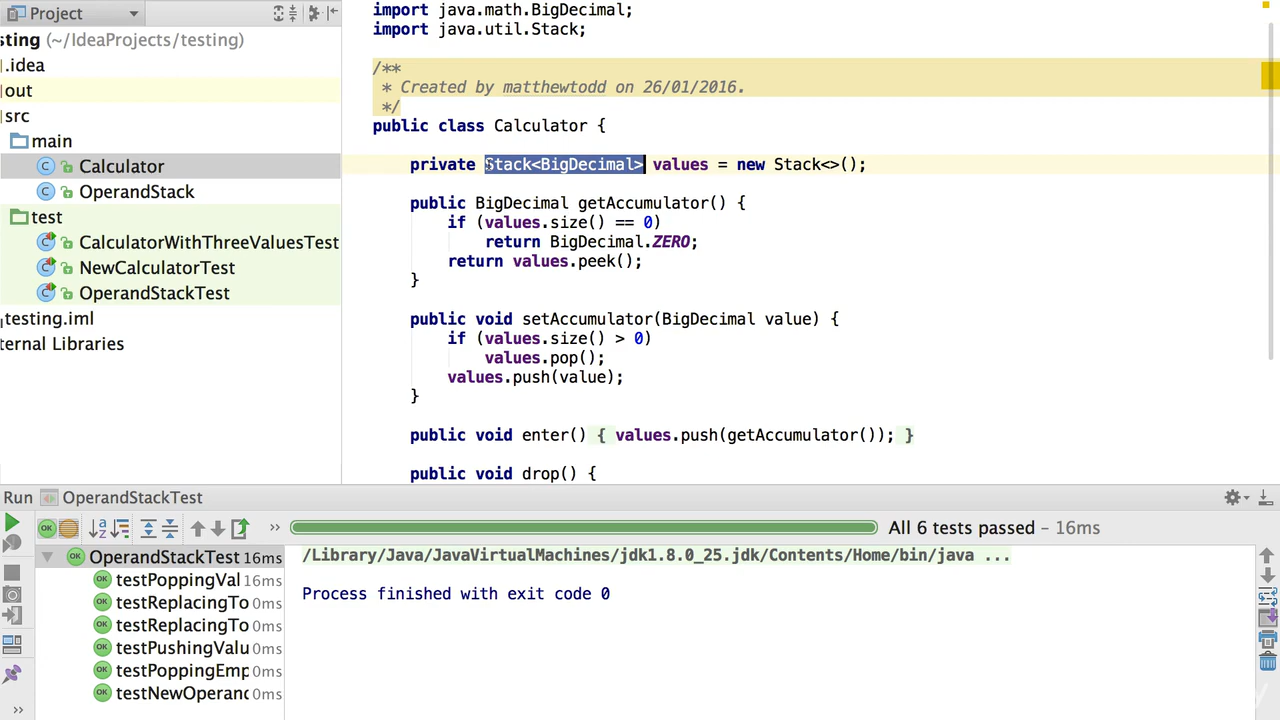 Project
sting (~/IdeaProjects/testing)
.idea
out
src
main
Calculator
OperandStack
test
CalculatorWithThreeValuesTest
NewCalculatorTest
OperandStackTest
testing.iml
ternal Libraries
import java.math.BigDecimal;
import java.util.Stack;
/**
* Created by matthewtodd on 26/01/2016.
*/
public class Calculator {
private Stack<BigDecimal> values = new Stack<>();
public BigDecimal getAccumulator() {
if (values.size() == 0)
return BigDecimal.ZERO;
return values.peek();
}
public void setAccumulator(BigDecimal value) {
if (values.size() > 0)
values.pop();
values.push(value);
}
public void enter() { values.push(getAccumulator()); }
public void drop() {
Run OperandStackTest
All 6 tests passed – 16ms
OperandStackTest 16ms
testPoppingVal 16ms
testReplacingTo 0ms
testReplacingTo 0ms
testPushingValu 0ms
testPoppingEmp 0ms
testNewOperand 0ms
/Library/Java/JavaVirtualMachines/jdk1.8.0_25.jdk/Contents/Home/bin/java ...
Process finished with exit code 0